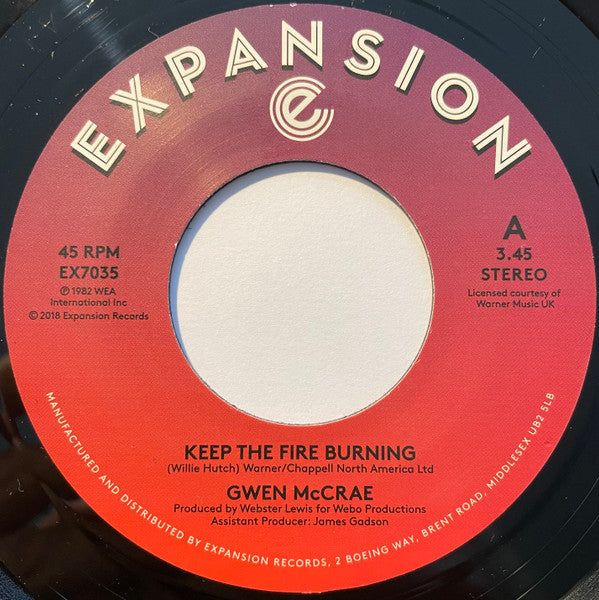 EXPANSION
e
45 RPM
EX7035
℗ 1982 WEA
International Inc
© 2018 Expansion Records
A
3.45
STEREO
Licensed courtesy of
Warner Music UK
KEEP THE FIRE BURNING
(Willie Hutch) Warner/Chappell North America Ltd
GWEN McCRAE
Produced by Webster Lewis for Webo Productions
Assistant Producer: James Gadson
MANUFACTURED AND DISTRIBUTED BY EXPANSION RECORDS, 2 BOEING WAY, BRENT ROAD, MIDDLESEX UB2 5LB